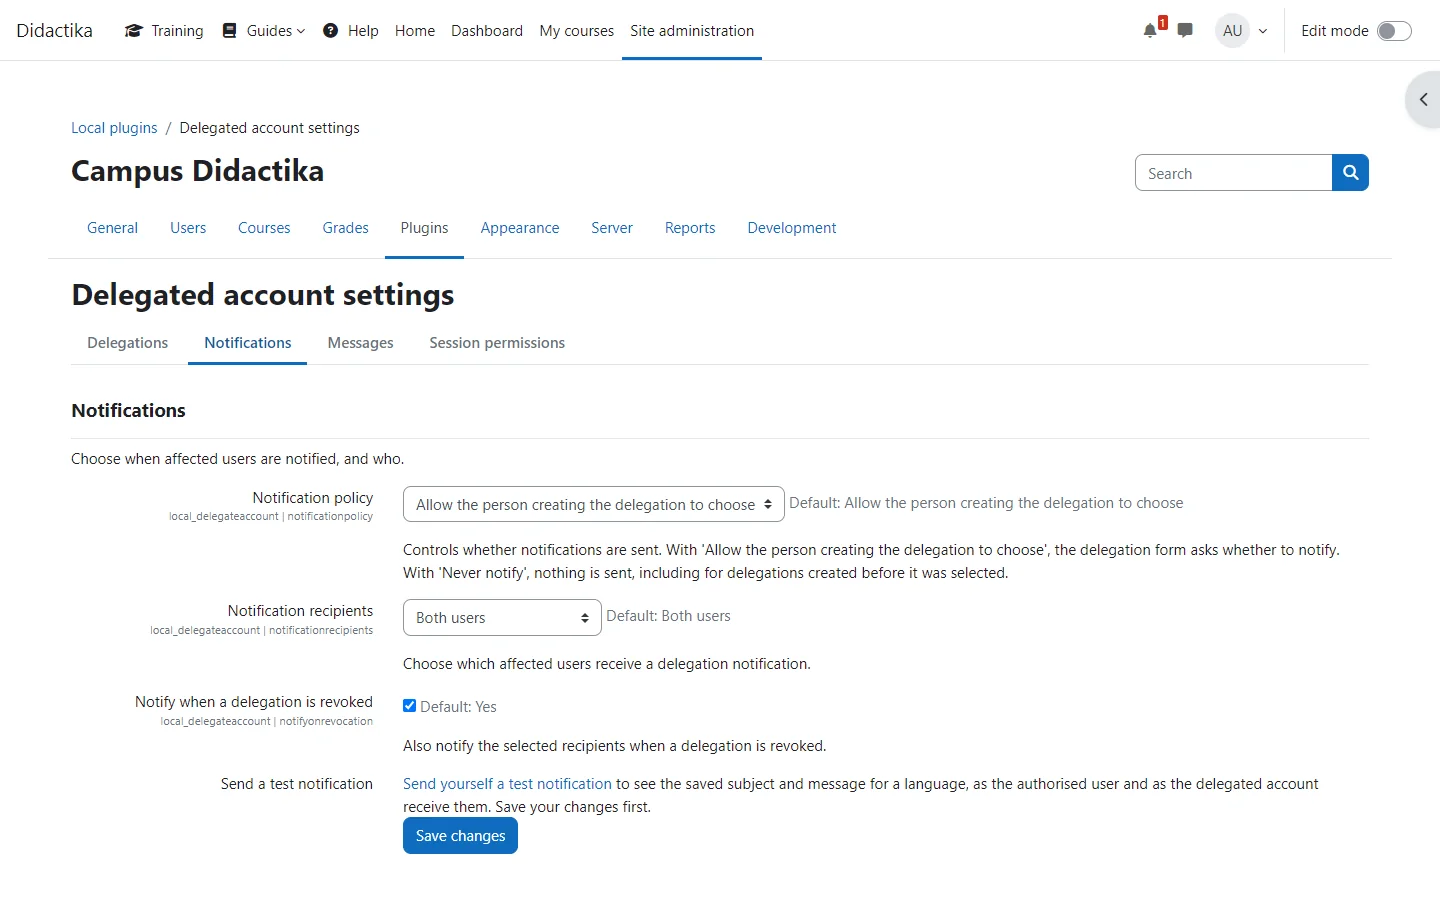 Didactika Training Guides Help Home Dashboard My courses Site administration 1 AU Edit mode
Local plugins / Delegated account settings
Campus Didactika
Search
General Users Courses Grades Plugins Appearance Server Reports Development
Delegated account settings
Delegations Notifications Messages Session permissions
Notifications
Choose when affected users are notified, and who.
Notification policy
local_delegateaccount | notificationpolicy
Allow the person creating the delegation to choose Default: Allow the person creating the delegation to choose
Controls whether notifications are sent. With 'Allow the person creating the delegation to choose', the delegation form asks whether to notify.
With 'Never notify', nothing is sent, including for delegations created before it was selected.
Notification recipients
local_delegateaccount | notificationrecipients
Both users Default: Both users
Choose which affected users receive a delegation notification.
Notify when a delegation is revoked
local_delegateaccount | notifyonrevocation
Default: Yes
Also notify the selected recipients when a delegation is revoked.
Send a test notification
Send yourself a test notification to see the saved subject and message for a language, as the authorised user and as the delegated account
receive them. Save your changes first.
Save changes